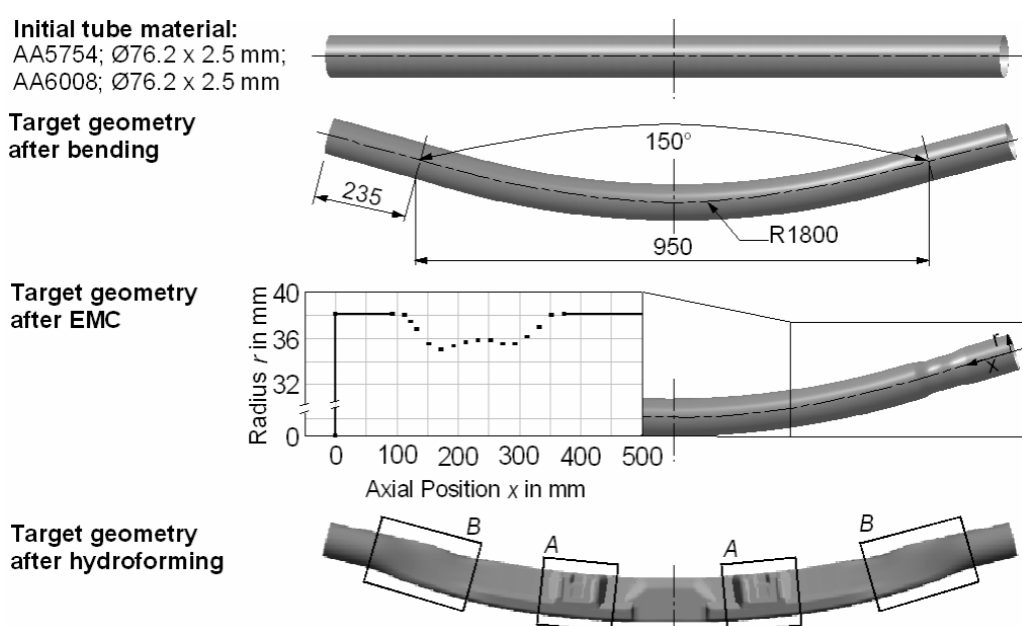 Initial tube material:
AA5754; Ø76.2 x 2.5 mm;
AA6008; Ø76.2 x 2.5 mm
Target geometry
after bending
150°
235
R1800
950
Target geometry
after EMC
Radius r in mm
40
36
32
0
0 100 200 300 400 500
Axial Position x in mm
r
x
Target geometry
after hydroforming
B
A
A
B